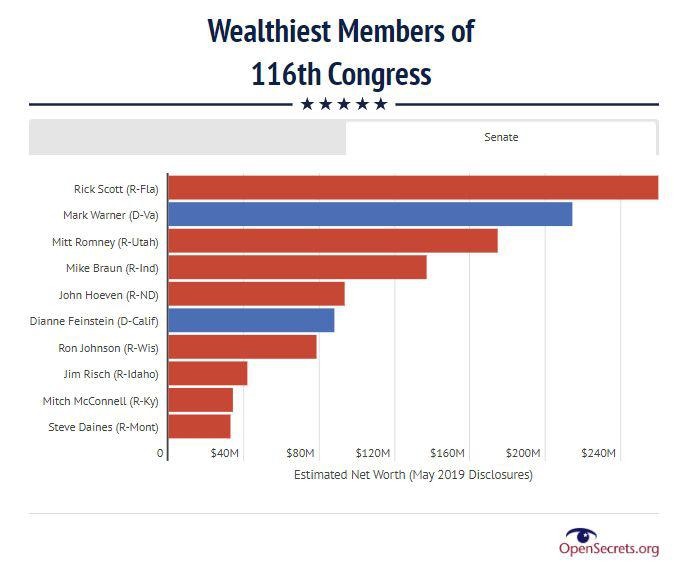 Wealthiest Members of
116th Congress
Senate
Rick Scott (R-Fla)
Mark Warner (D-Va)
Mitt Romney (R-Utah)
Mike Braun (R-Ind)
John Hoeven (R-ND)
Dianne Feinstein (D-Calif)
Ron Johnson (R-Wis)
Jim Risch (R-Idaho)
Mitch McConnell (R-Ky)
Steve Daines (R-Mont)
0 $40M $80M $120M $160M $200M $240M
Estimated Net Worth (May 2019 Disclosures)
OpenSecrets.org